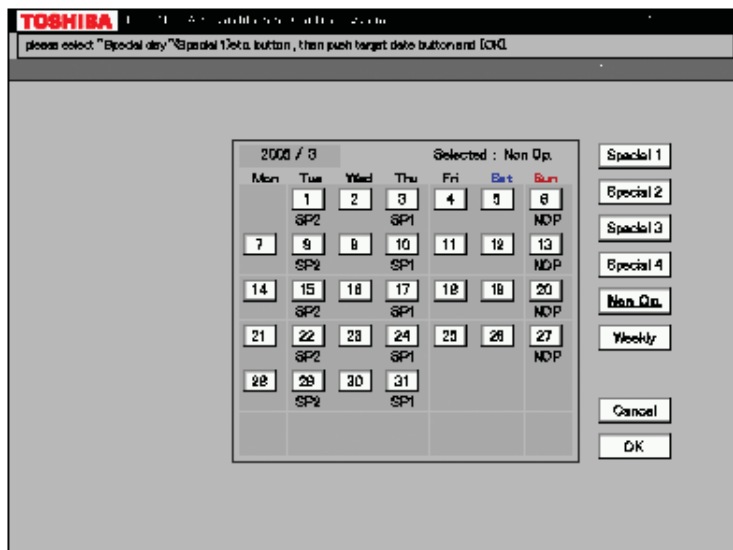 TOSHIBA
please select "Special day"(Special 1)etc. button, then push target date button and [OK].
2005 / 3 Selected : Non Op.
Mon Tue Wed Thu Fri Sat Sun
1 2 3 4 5 6
SP2 SP1 NOP
7 8 9 10 11 12 13
SP2 SP1 NOP
14 15 16 17 18 19 20
SP2 SP1 NOP
21 22 23 24 25 26 27
SP2 SP1 NOP
28 29 30 31
SP2 SP1
Special 1
Special 2
Special 3
Special 4
Non Op.
Weekly
Cancel
OK